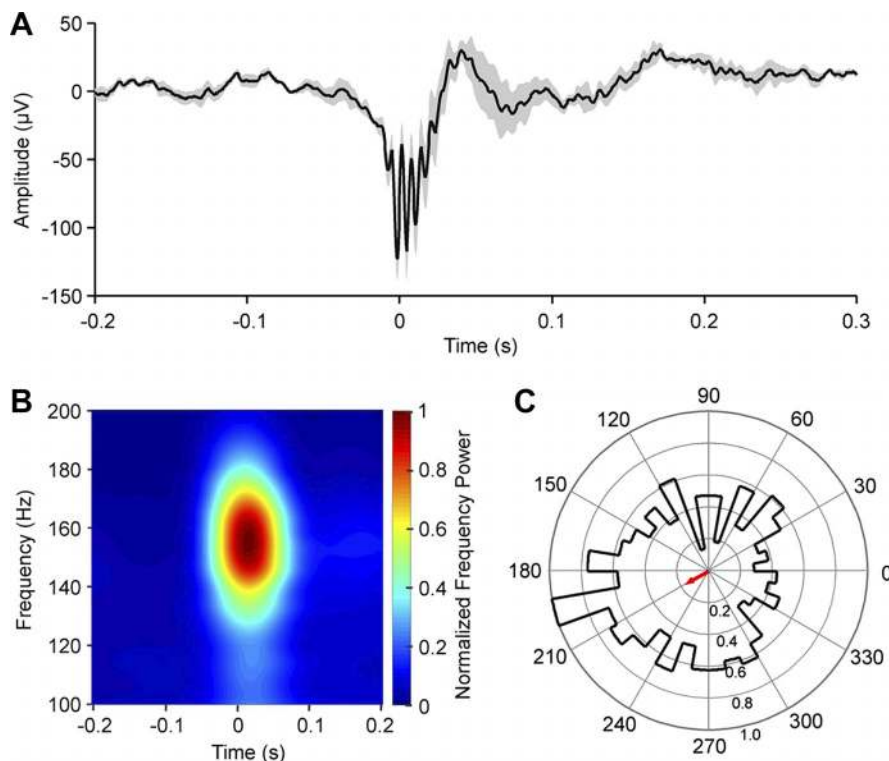 A
50
0
-50
-100
-150
Amplitude (µV)
-0.2 -0.1 0 0.1 0.2 0.3
Time (s)
B
200
180
160
140
120
100
Frequency (Hz)
-0.2 -0.1 0 0.1 0.2
Time (s)
1
0.8
0.6
0.4
0.2
0
Normalized Frequency Power
C
90
120 60
150 30
180 0
210 330
240 300
270
0.2
0.4
0.6
0.8
1.0